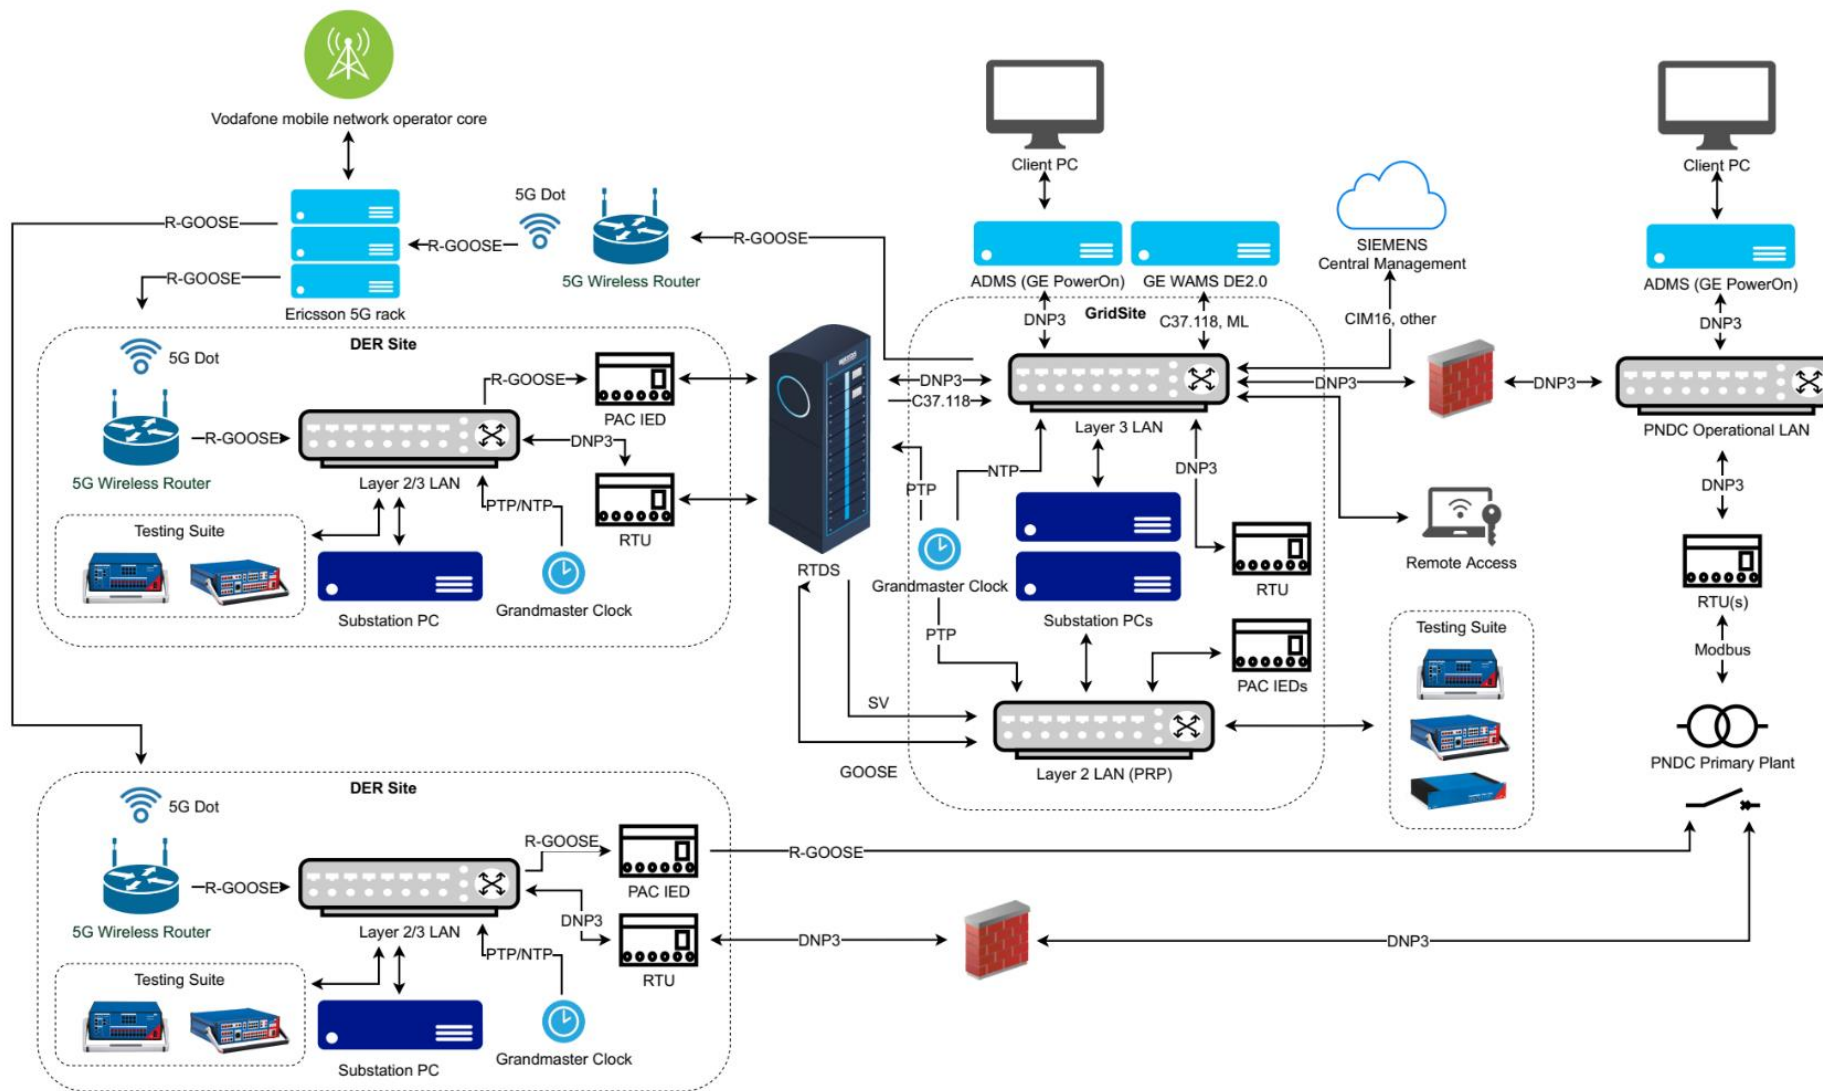 Vodafone mobile network operator core
R-GOOSE
5G Dot
R-GOOSE
R-GOOSE
R-GOOSE
5G Wireless Router
Ericsson 5G rack
Client PC
ADMS (GE PowerOn)
GE WAMS DE2.0
SIEMENS
Central Management
Client PC
ADMS (GE PowerOn)
DNP3
GridSite
C37.118, ML
CIM16, other
DNP3
DER Site
5G Dot
R-GOOSE
PAC IED
R-GOOSE
5G Wireless Router
Layer 2/3 LAN
DNP3
PTP/NTP
RTU
Testing Suite
Substation PC
Grandmaster Clock
RTDS
DNP3
C37.118
Layer 3 LAN
DNP3
DNP3
PNDC Operational LAN
PTP
NTP
DNP3
DNP3
Grandmaster Clock
RTU
Remote Access
RTU(s)
Substation PCs
PTP
PAC IEDs
Testing Suite
Modbus
SV
GOOSE
Layer 2 LAN (PRP)
PNDC Primary Plant
DER Site
5G Dot
R-GOOSE
PAC IED
R-GOOSE
R-GOOSE
5G Wireless Router
Layer 2/3 LAN
DNP3
PTP/NTP
RTU
DNP3
DNP3
Testing Suite
Substation PC
Grandmaster Clock